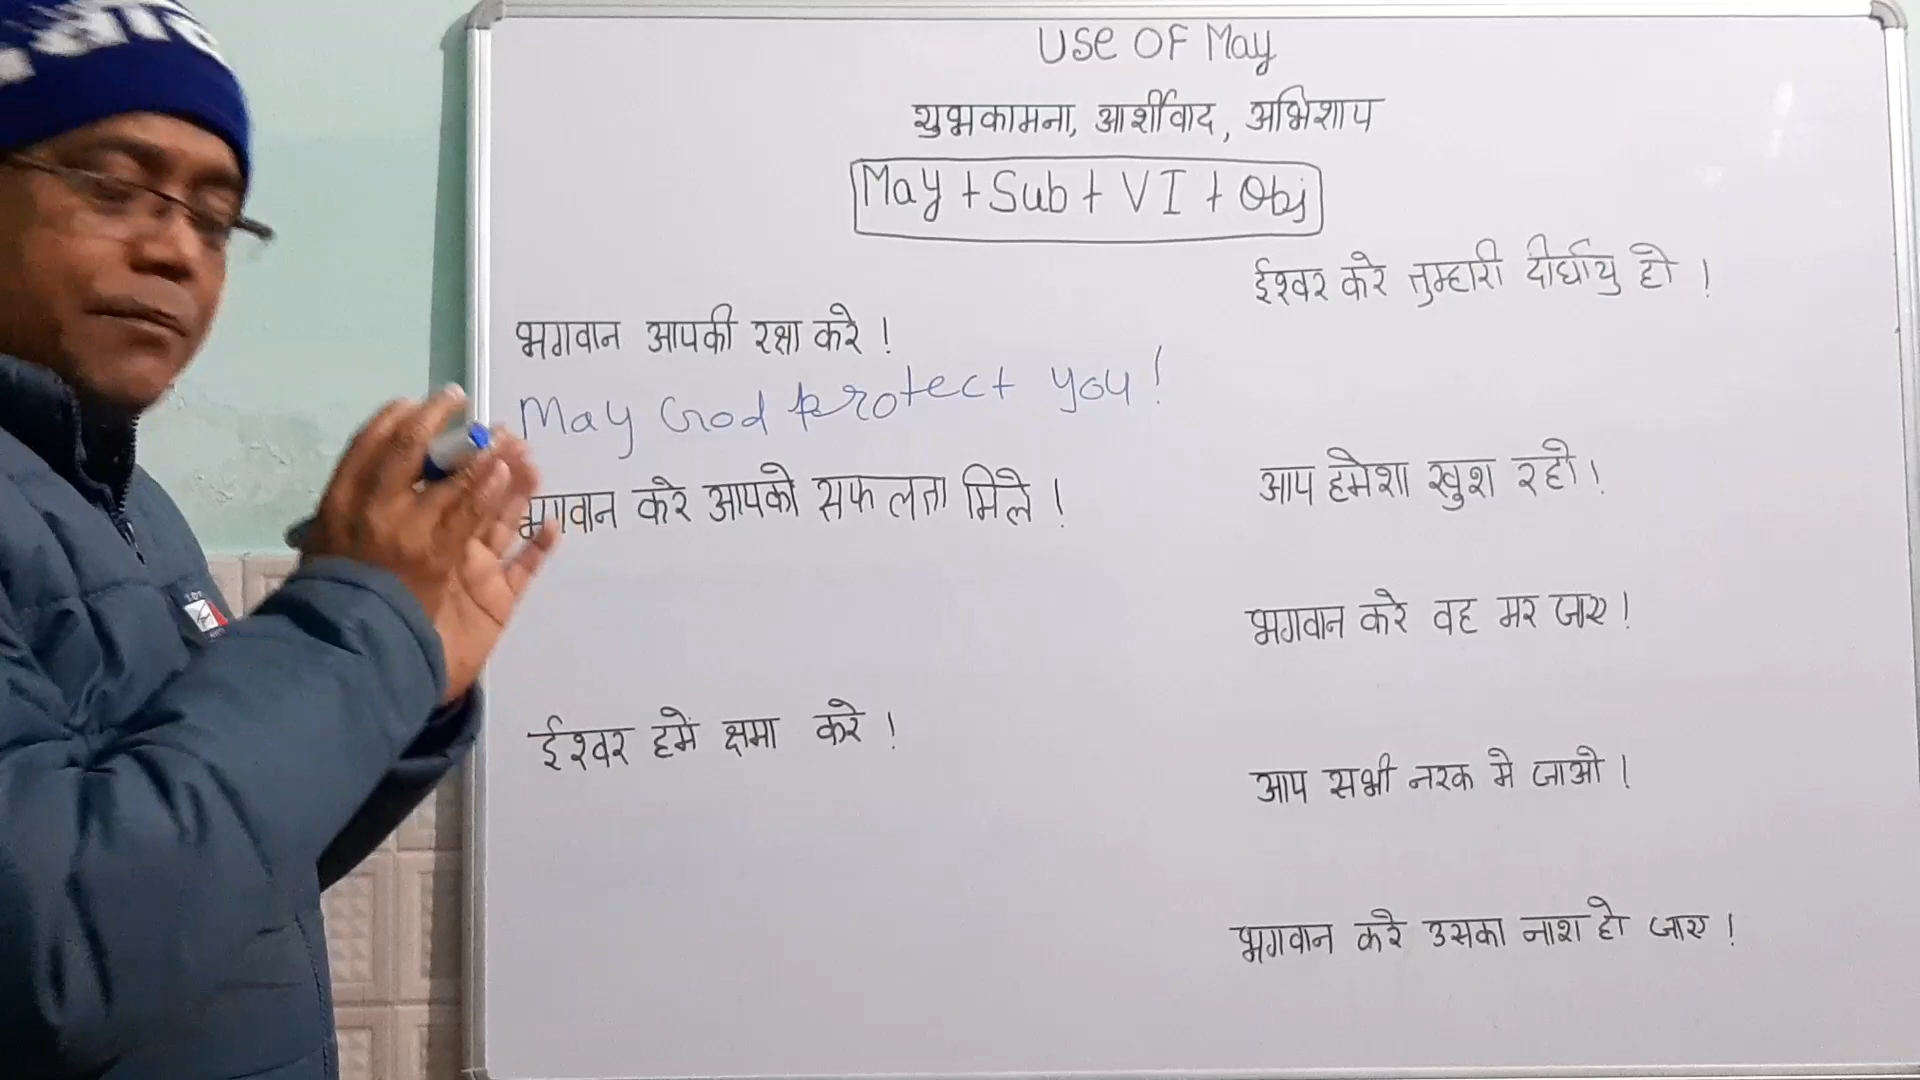 USE OF May
शुभकामना, आर्शीवाद, अभिशाप
May + Sub + VI + Obj
भगवान आपकी रक्षा करे !
May God protect you!
भगवान करे आपको सफलता मिले !
ईश्वर हमें क्षमा करे !
ईश्वर करे तुम्हारी दीर्घायु हो !
आप हमेशा खुश रहो !
भगवान करे वह मर जाए !
आप सभी नरक मे जाओ !
भगवान करे उसका नाश हो जाए !